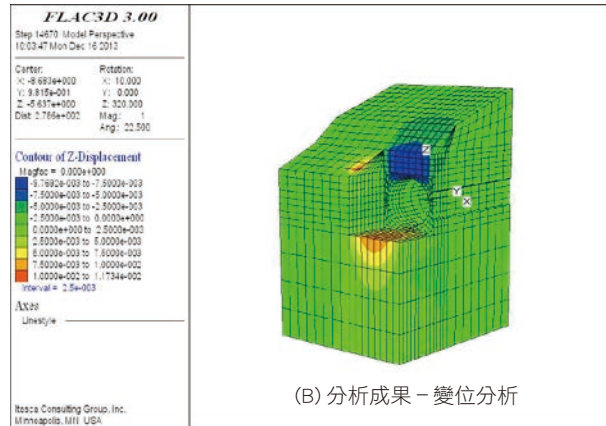 FLAC3D 3.00
Step 14670 Model Perspective
10:03:47 Mon Dec 16 2013
Center:
X: -8.683e+000
Y: 9.815e-001
Z: -5.637e+000
Dist: 2.786e+002
Rotation:
X: 10.000
Y: 0.000
Z: 320.000
Mag.: 1
Ang.: 22.500
Contour of Z-Displacement
Magfac = 0.000e+000
-9.7692e-003 to -7.5000e-003
-7.5000e-003 to -5.0000e-003
-5.0000e-003 to -2.5000e-003
-2.5000e-003 to 0.0000e+000
0.0000e+000 to 2.5000e-003
2.5000e-003 to 5.0000e-003
5.0000e-003 to 7.5000e-003
7.5000e-003 to 1.0000e-002
1.0000e-002 to 1.1734e-002
Interval = 2.5e-003
Axes
Linestyle
Itasca Consulting Group, Inc.
Minneapolis, MN USA
Z
Y
X
(B) 分析成果 – 變位分析